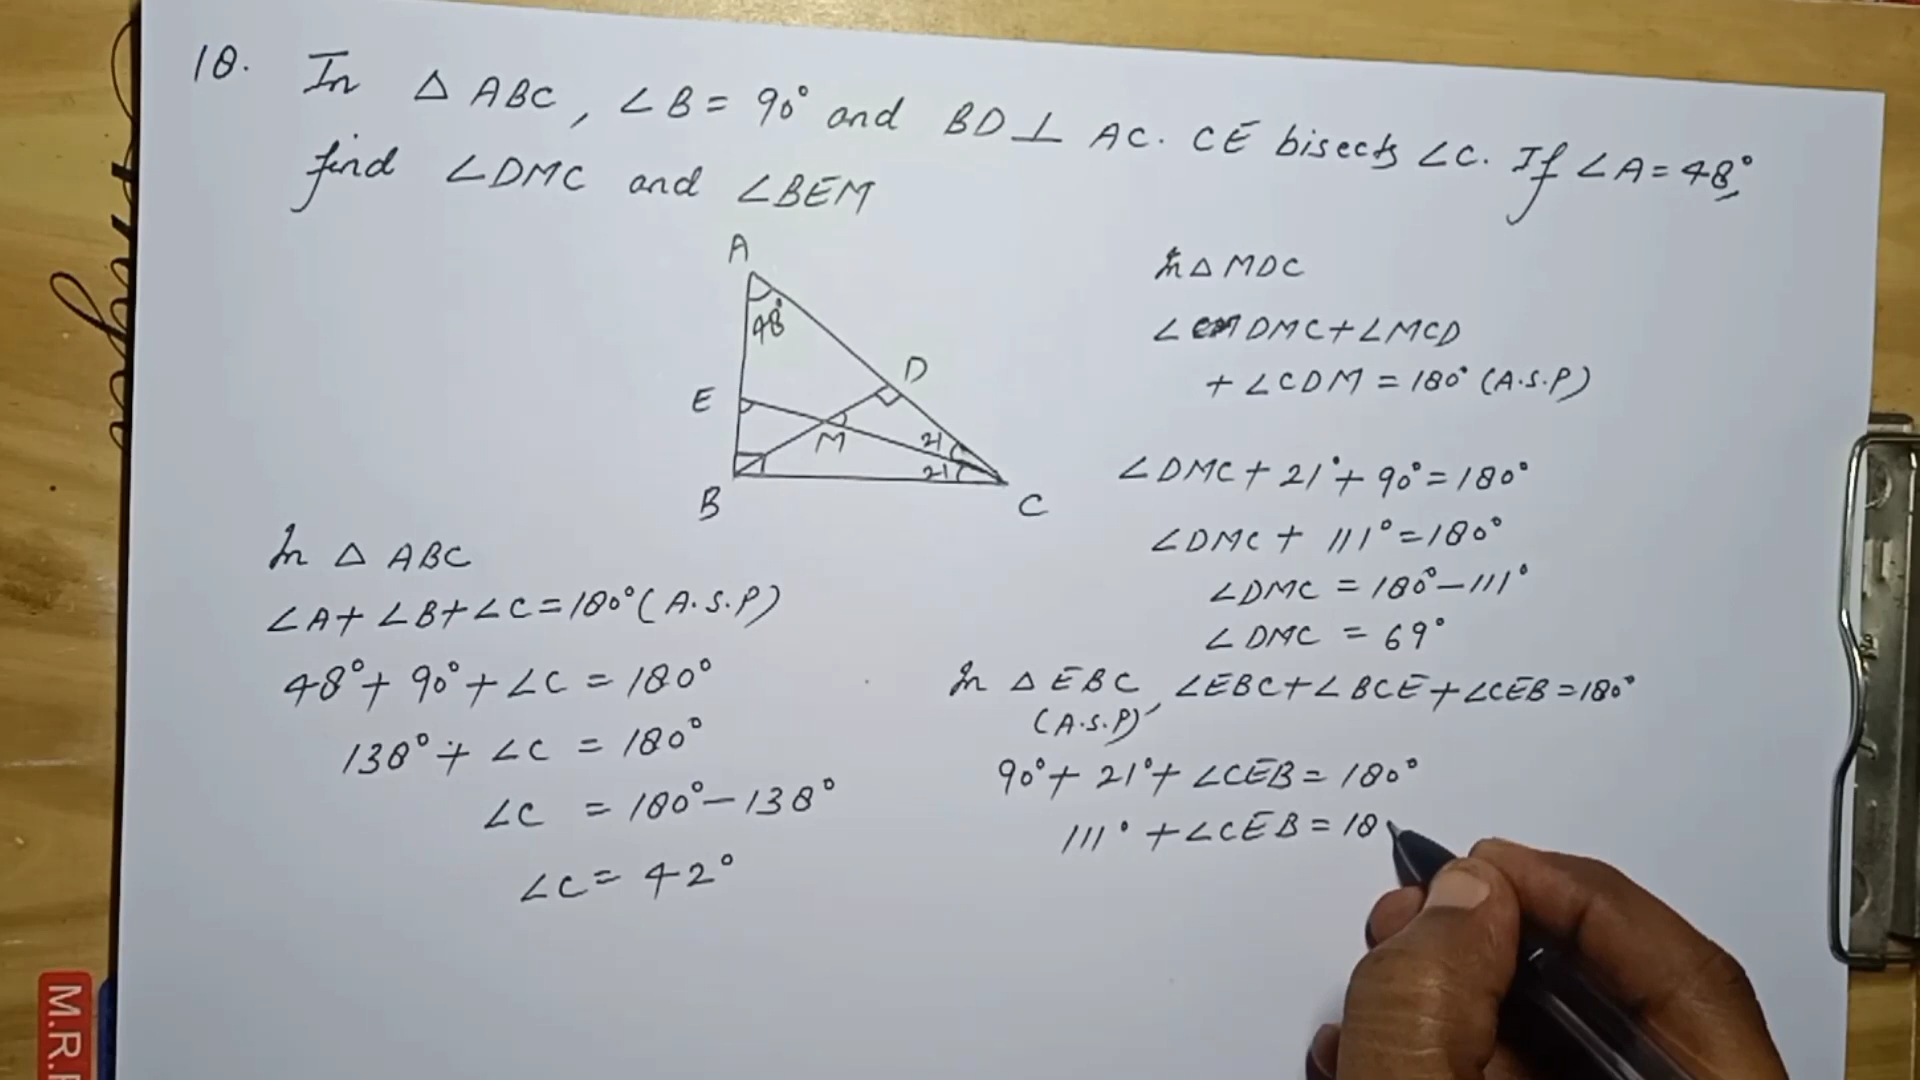 18. In △ ABC, ∠B = 90° and BD ⊥ AC. CE bisects ∠C. If ∠A = 48°,
find ∠DMC and ∠BEM
A
48°
E
D
M
21
21
B
C
In △ ABC
∠A + ∠B + ∠C = 180° (A.S.P)
48° + 90° + ∠C = 180°
138° + ∠C = 180°
∠C = 180° − 138°
∠C = 42°
In △ MDC
∠DMC + ∠MCD
+ ∠CDM = 180° (A.S.P)
∠DMC + 21° + 90° = 180°
∠DMC + 111° = 180°
∠DMC = 180° − 111°
∠DMC = 69°
In △ EBC, ∠EBC + ∠BCE + ∠CEB = 180°
(A.S.P)
90° + 21° + ∠CEB = 180°
111° + ∠CEB = 18
M.R.